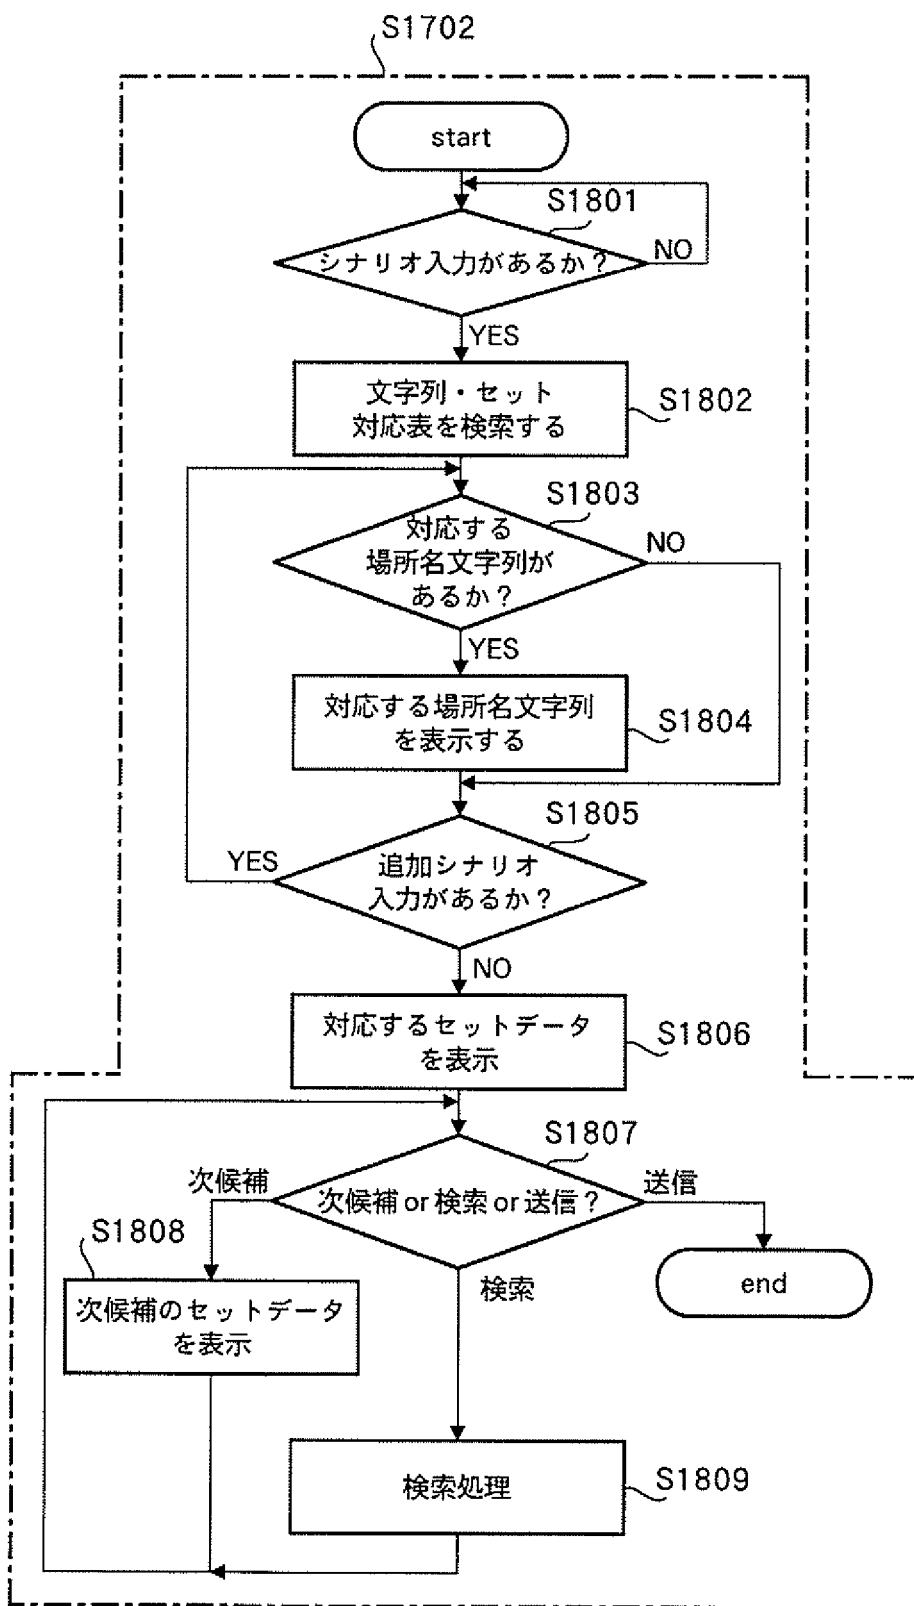 S1702
start
S1801
シナリオ入力があるか？
NO
YES
文字列・セット
対応表を検索する
S1802
S1803
対応する
場所名文字列が
あるか？
NO
YES
対応する場所名文字列
を表示する
S1804
S1805
YES
追加シナリオ
入力があるか？
NO
対応するセットデータ
を表示
S1806
S1807
次候補
次候補or検索or送信？
送信
S1808
検索
end
次候補のセットデータ
を表示
検索処理
S1809